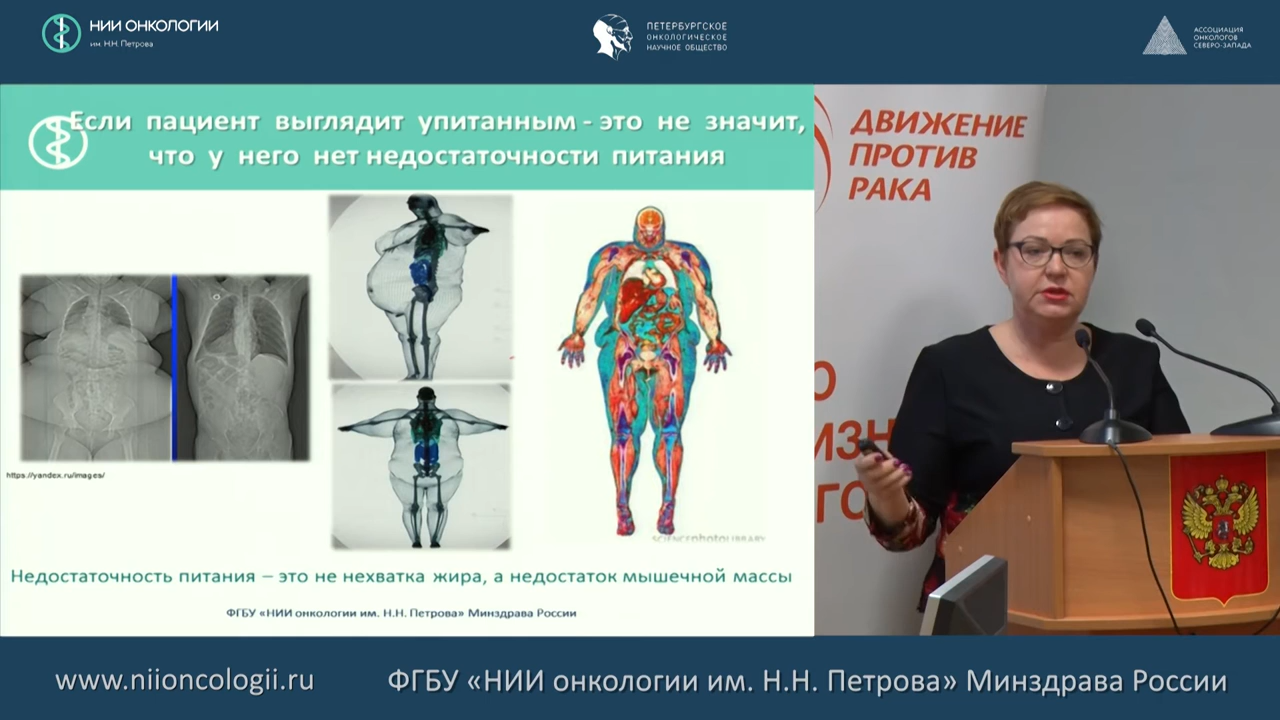 НИИ ОНКОЛОГИИ
им. Н.Н. Петрова
ПЕТЕРБУРГСКОЕ
ОНКОЛОГИЧЕСКОЕ
НАУЧНОЕ ОБЩЕСТВО
АССОЦИАЦИЯ
ОНКОЛОГОВ
СЕВЕРО-ЗАПАДА
Если пациент выглядит упитанным - это не значит,
что у него нет недостаточности питания
https://yandex.ru/images/
SCIENCEphotoLIBRARY
Недостаточность питания – это не нехватка жира, а недостаток мышечной массы
ФГБУ «НИИ онкологии им. Н.Н. Петрова» Минздрава России
ДВИЖЕНИЕ
ПРОТИВ
РАКА
www.niioncologii.ru
ФГБУ «НИИ онкологии им. Н.Н. Петрова» Минздрава России